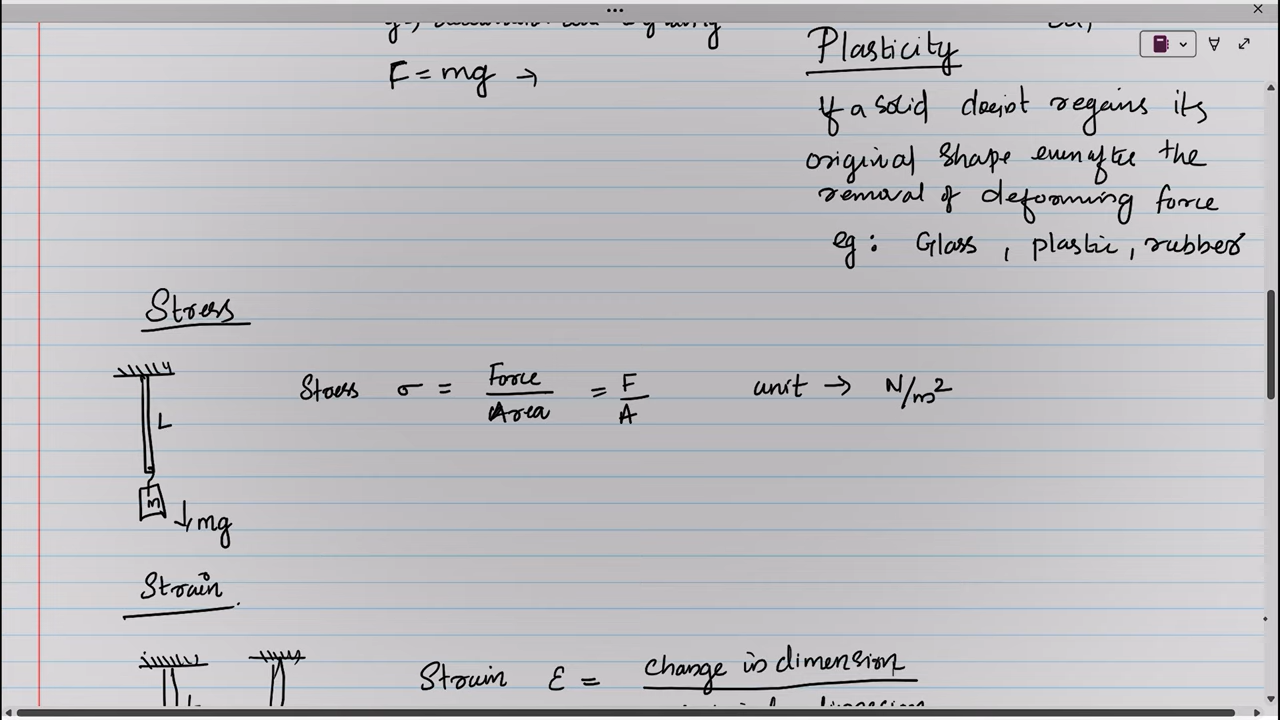 F = mg →
Plasticity
If a solid doesnt regains its
original shape even after the
removal of deforming force
eg: Glass, plastic, rubber
Stress
L
m
↓mg
Stress σ = Force/Area = F/A unit → N/m²
Strain
Strain ε = change in dimension